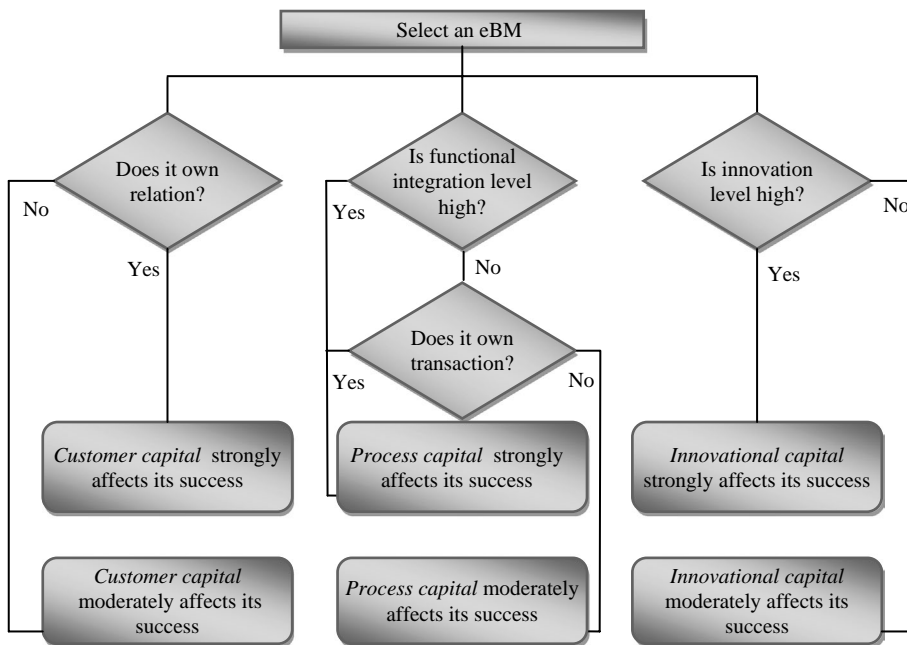 Select an eBM
Does it own
relation?
No
Yes
Is functional
integration level
high?
Yes
No
Does it own
transaction?
Yes
No
Is innovation
level high?
No
Yes
Customer capital strongly
affects its success
Process capital strongly
affects its success
Innovational capital
strongly affects its success
Customer capital
moderately affects its
success
Process capital moderately
affects its success
Innovational capital
moderately affects its
success